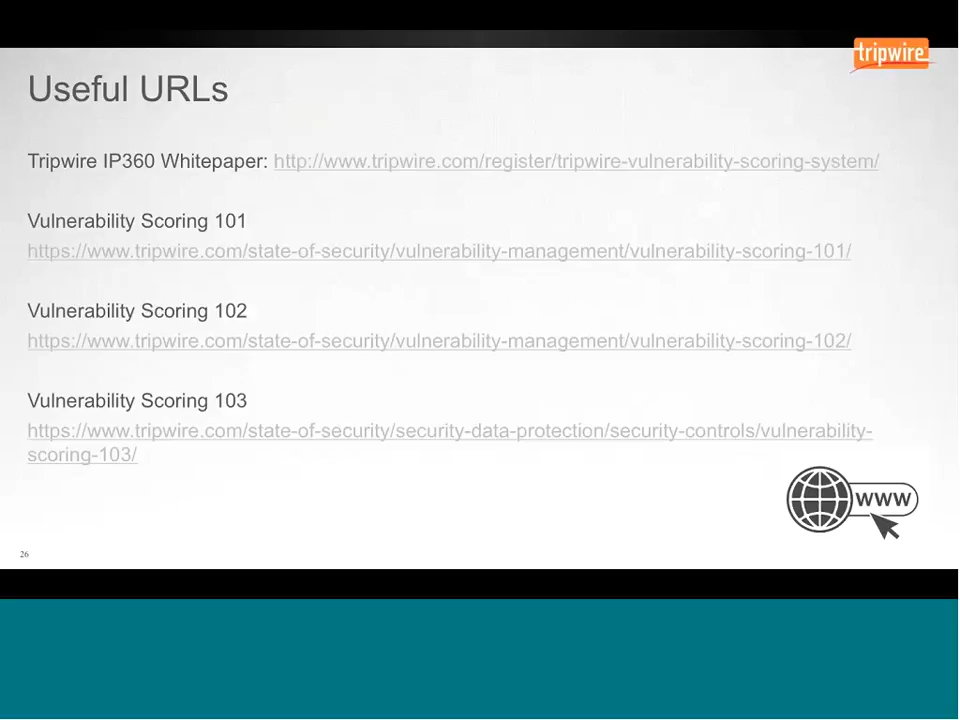 tripwire
Useful URLs
Tripwire IP360 Whitepaper: http://www.tripwire.com/register/tripwire-vulnerability-scoring-system/
Vulnerability Scoring 101
https://www.tripwire.com/state-of-security/vulnerability-management/vulnerability-scoring-101/
Vulnerability Scoring 102
https://www.tripwire.com/state-of-security/vulnerability-management/vulnerability-scoring-102/
Vulnerability Scoring 103
https://www.tripwire.com/state-of-security/security-data-protection/security-controls/vulnerability-
scoring-103/
www
26